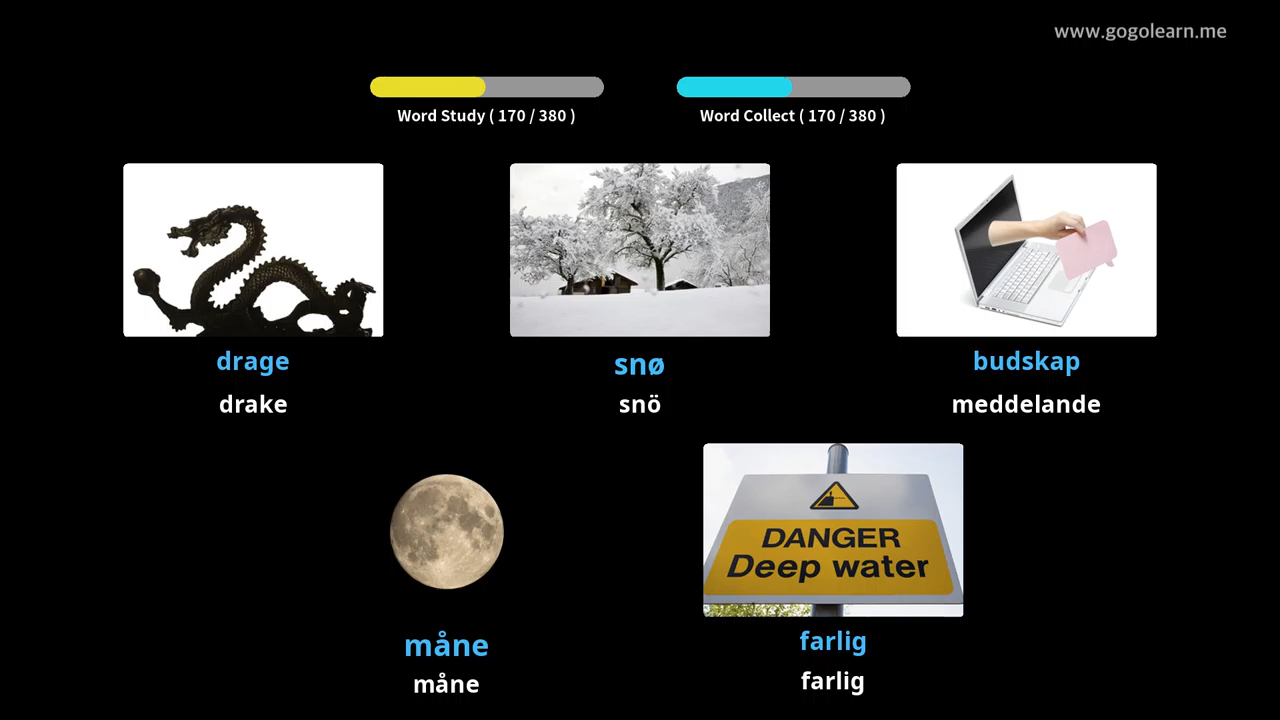 www.gogolearn.me
Word Study ( 170 / 380 )
Word Collect ( 170 / 380 )
drage
drake
snø
snö
budskap
meddelande
DANGER
Deep water
måne
måne
farlig
farlig